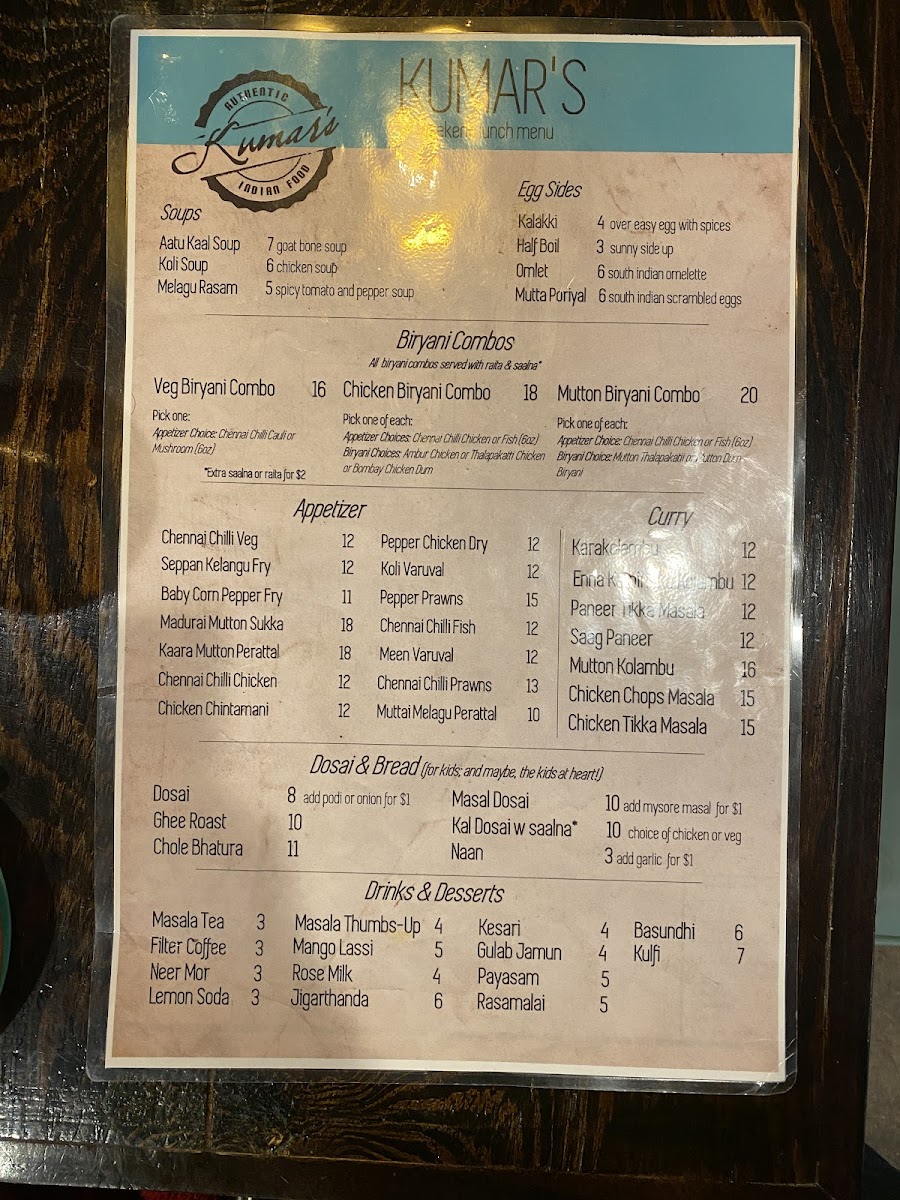 AUTHENTIC
Kumar's
INDIAN FOOD
KUMAR'S
lunch menu
Soups
Aatu Kaal Soup 7 goat bone soup
Koli Soup 6 chicken soup
Melagu Rasam 5 spicy tomato and pepper soup
Egg Sides
Kalakki 4 over easy egg with spices
Half Boil 3 sunny side up
Omlet 6 south indian omelette
Mutta Poriyal 6 south indian scrambled eggs
Biryani Combos
All biryani combos served with raita & saalna*
Veg Biryani Combo 16
Pick one:
Appetizer Choice: Chennai Chilli Cauli or
Mushroom (6oz)
*Extra saalna or raita for $2
Chicken Biryani Combo 18
Pick one of each:
Appetizer Choices: Chennai Chilli Chicken or Fish (6oz)
Biryani Choices: Ambur Chicken or Thalapakatti Chicken
or Bombay Chicken Dum
Mutton Biryani Combo 20
Pick one of each:
Appetizer Choice: Chennai Chilli Chicken or Fish (6oz)
Biryani Choice: Mutton Thalapakatii or Mutton Dum
Biryani
Appetizer
Chennai Chilli Veg 12
Seppan Kelangu Fry 12
Baby Corn Pepper Fry 11
Madurai Mutton Sukka 18
Kaara Mutton Perattal 18
Chennai Chilli Chicken 12
Chicken Chintamani 12
Pepper Chicken Dry 12
Koli Varuval 12
Pepper Prawns 15
Chennai Chilli Fish 12
Meen Varuval 12
Chennai Chilli Prawns 13
Muttai Melagu Perattal 10
Curry
Karakolambu 12
Enna Kolambu 12
Paneer Tikka Masala 12
Saag Paneer 12
Mutton Kolambu 16
Chicken Chops Masala 15
Chicken Tikka Masala 15
Dosai & Bread (for kids; and maybe, the kids at heart!)
Dosai 8 add podi or onion for $1
Ghee Roast 10
Chole Bhatura 11
Masal Dosai 10 add mysore masal for $1
Kal Dosai w saalna* 10 choice of chicken or veg
Naan 3 add garlic for $1
Drinks & Desserts
Masala Tea 3
Filter Coffee 3
Neer Mor 3
Lemon Soda 3
Masala Thumbs-Up 4
Mango Lassi 5
Rose Milk 4
Jigarthanda 6
Kesari 4
Gulab Jamun 4
Payasam 5
Rasamalai 5
Basundhi 6
Kulfi 7